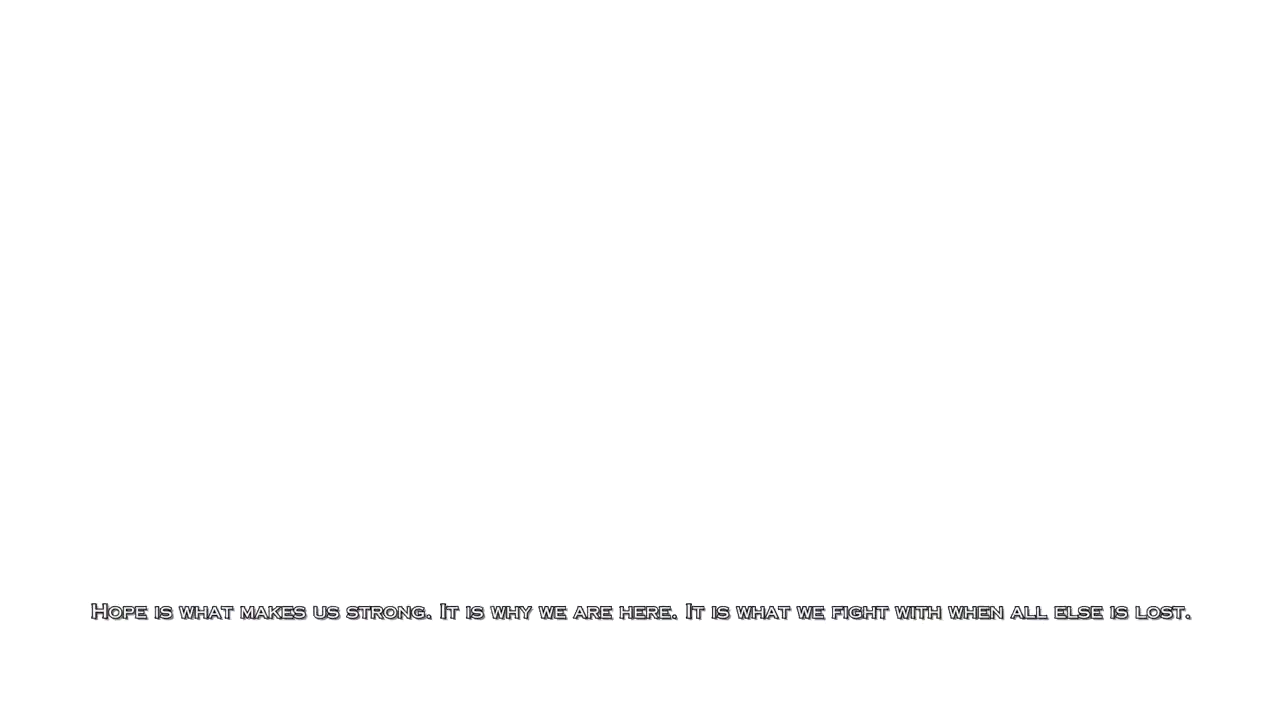 Hope is what makes us strong. It is why we are here. It is what we fight with when all else is lost.